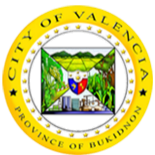 CITY OF VALENCIA
PROVINCE OF BUKIDNON